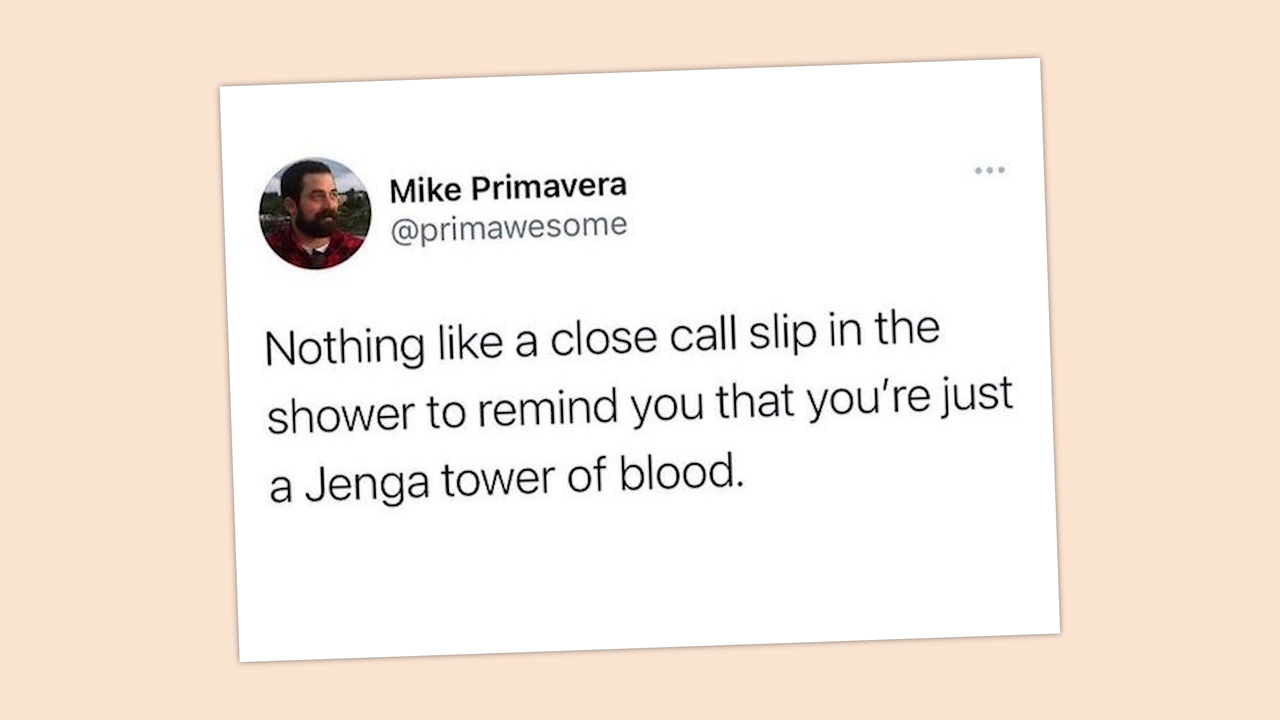 Mike Primavera
@primawesome
Nothing like a close call slip in the
shower to remind you that you’re just
a Jenga tower of blood.